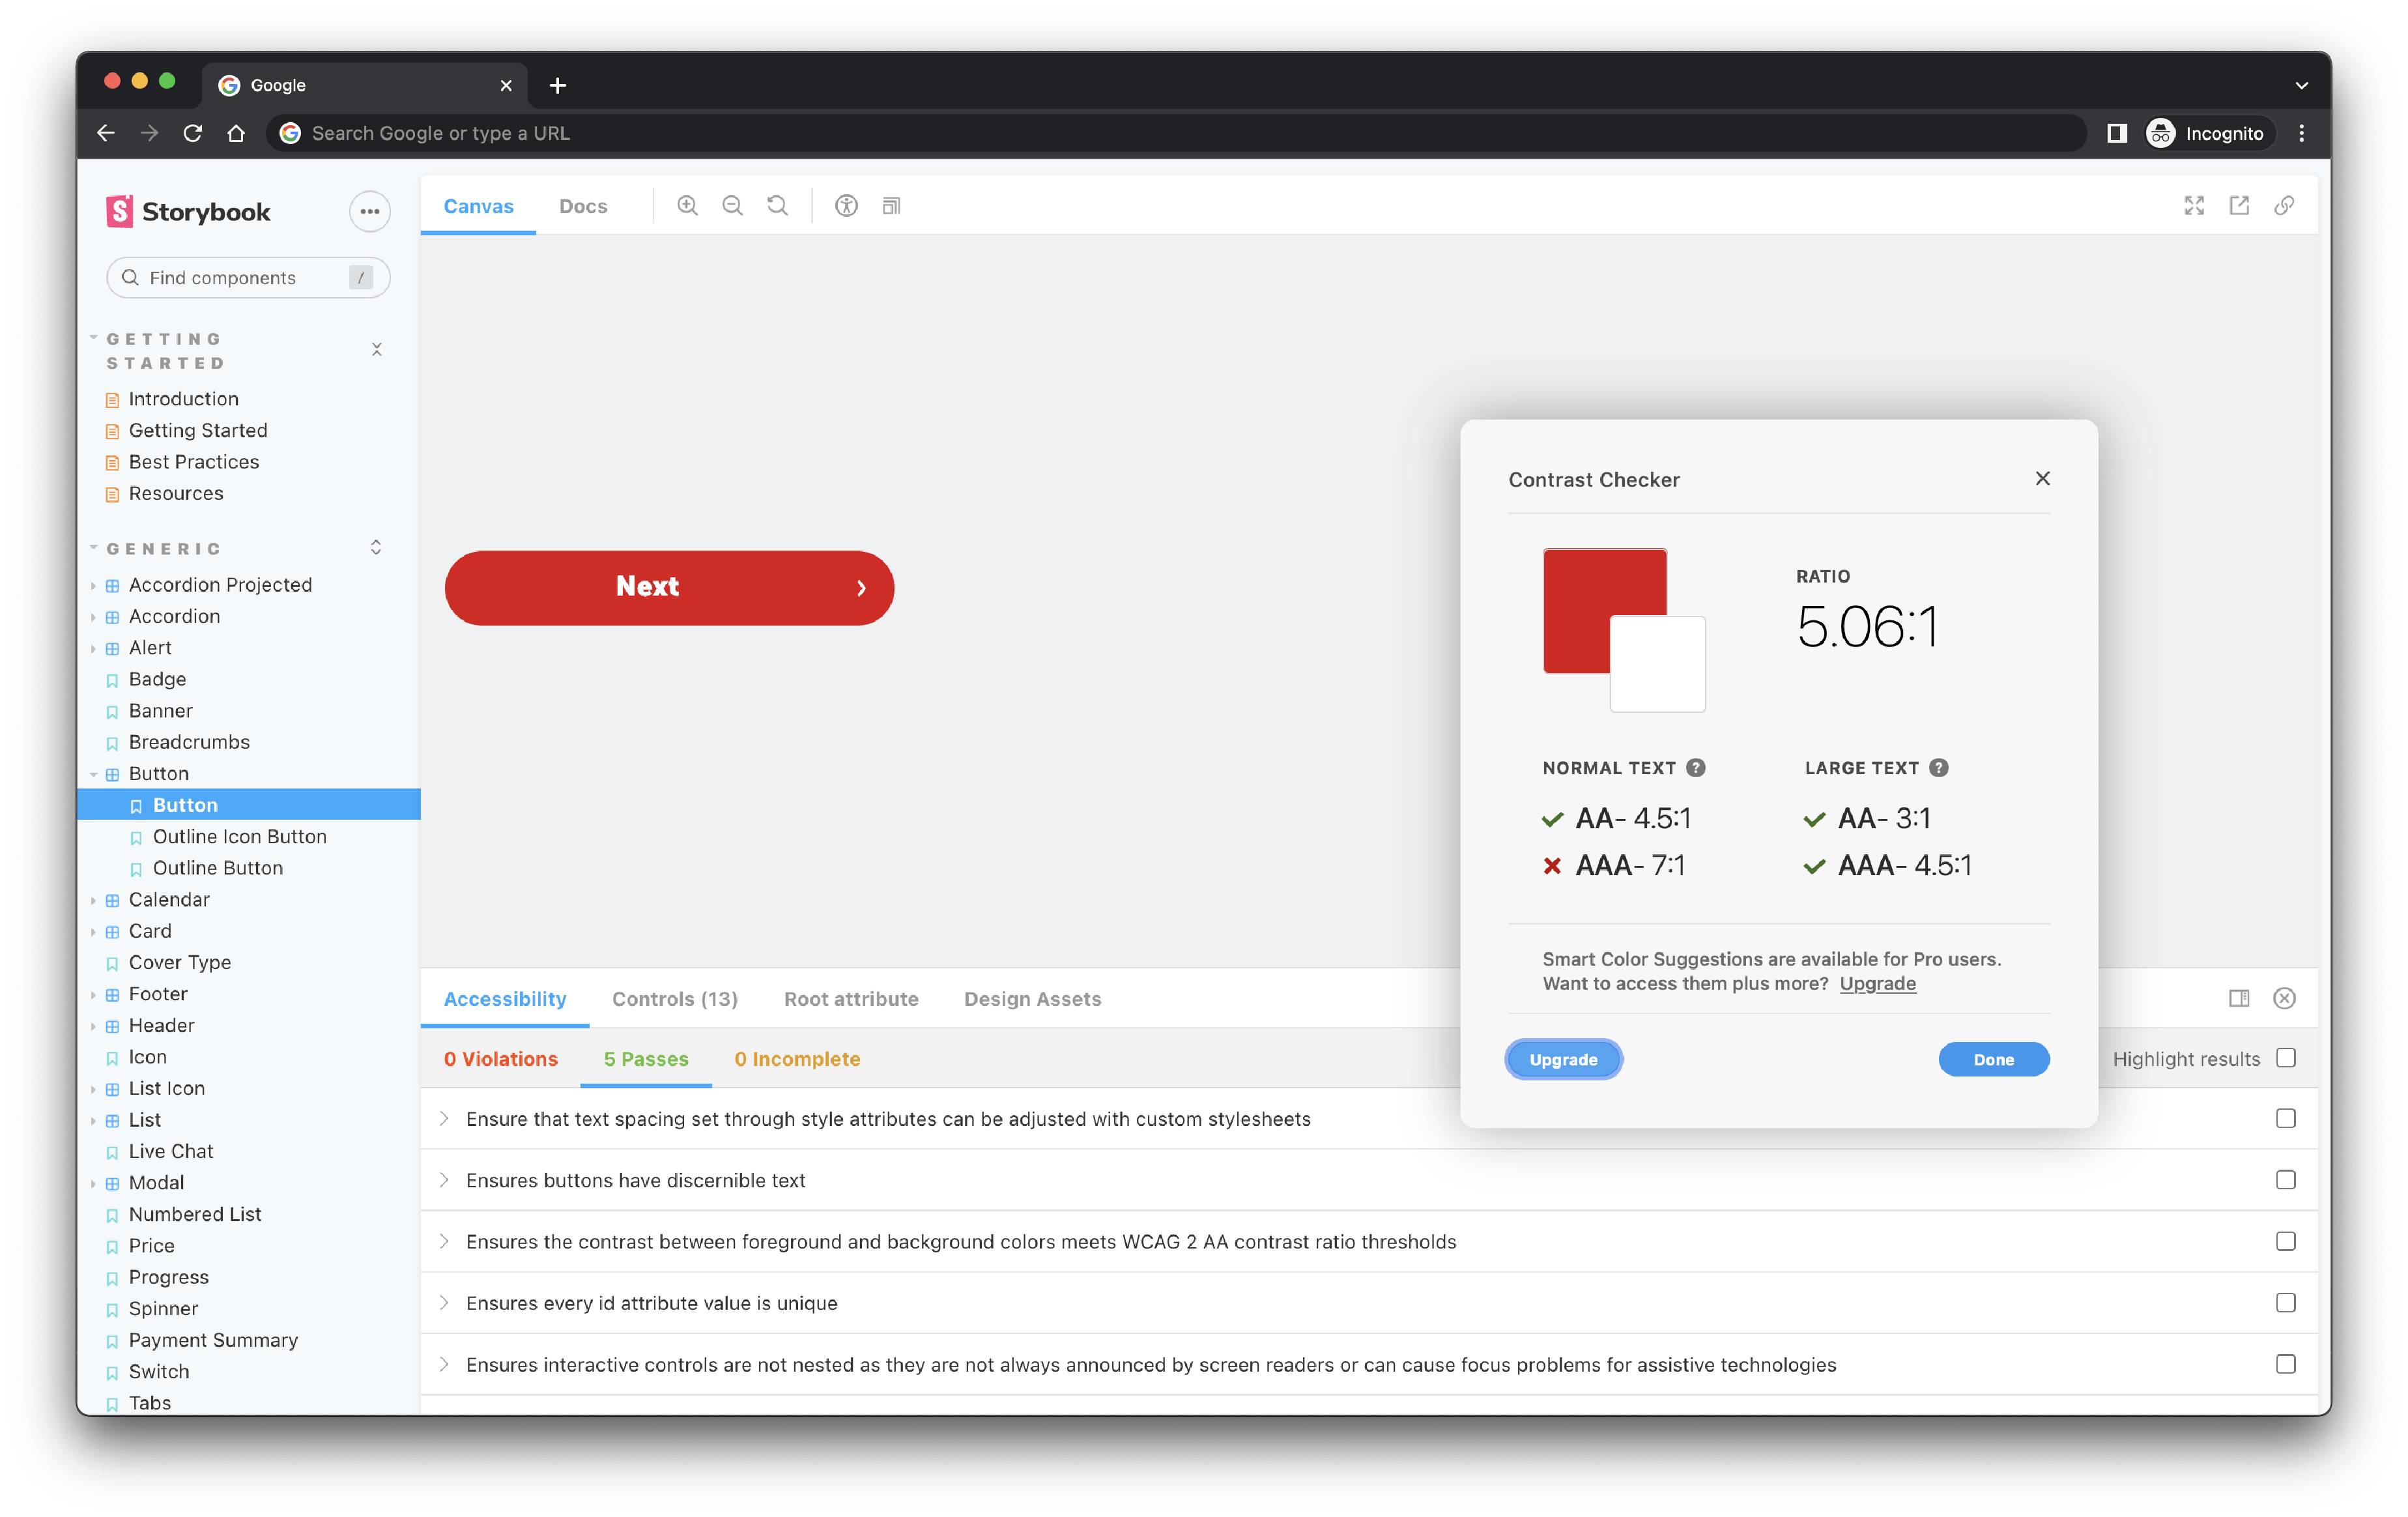 Google
Search Google or type a URL
Incognito
Storybook
Find components
/
GETTING
STARTED
Introduction
Getting Started
Best Practices
Resources
GENERIC
Accordion Projected
Accordion
Alert
Badge
Banner
Breadcrumbs
Button
Button
Outline Icon Button
Outline Button
Calendar
Card
Cover Type
Footer
Header
Icon
List Icon
List
Live Chat
Modal
Numbered List
Price
Progress
Spinner
Payment Summary
Switch
Tabs
Canvas
Docs
Next
Contrast Checker
RATIO
5.06:1
NORMAL TEXT ?
AA- 4.5:1
AAA- 7:1
LARGE TEXT ?
AA- 3:1
AAA- 4.5:1
Smart Color Suggestions are available for Pro users.
Want to access them plus more? Upgrade
Upgrade
Done
Accessibility
Controls (13)
Root attribute
Design Assets
0 Violations
5 Passes
0 Incomplete
Highlight results
Ensure that text spacing set through style attributes can be adjusted with custom stylesheets
Ensures buttons have discernible text
Ensures the contrast between foreground and background colors meets WCAG 2 AA contrast ratio thresholds
Ensures every id attribute value is unique
Ensures interactive controls are not nested as they are not always announced by screen readers or can cause focus problems for assistive technologies